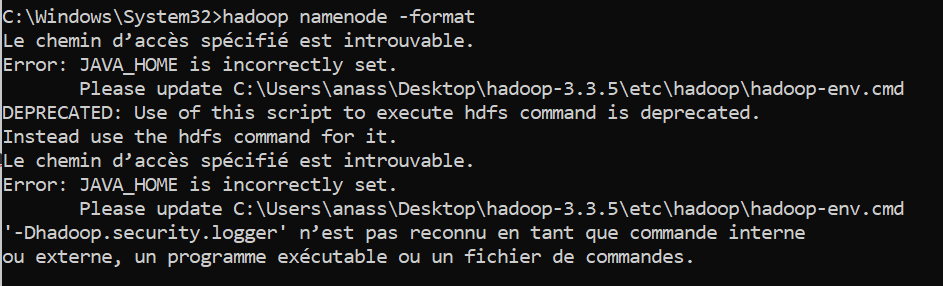 C:\Windows\System32>hadoop namenode -format
Le chemin d’accès spécifié est introuvable.
Error: JAVA_HOME is incorrectly set.
Please update C:\Users\anass\Desktop\hadoop-3.3.5\etc\hadoop\hadoop-env.cmd
DEPRECATED: Use of this script to execute hdfs command is deprecated.
Instead use the hdfs command for it.
Le chemin d’accès spécifié est introuvable.
Error: JAVA_HOME is incorrectly set.
Please update C:\Users\anass\Desktop\hadoop-3.3.5\etc\hadoop\hadoop-env.cmd
'-Dhadoop.security.logger' n’est pas reconnu en tant que commande interne
ou externe, un programme exécutable ou un fichier de commandes.